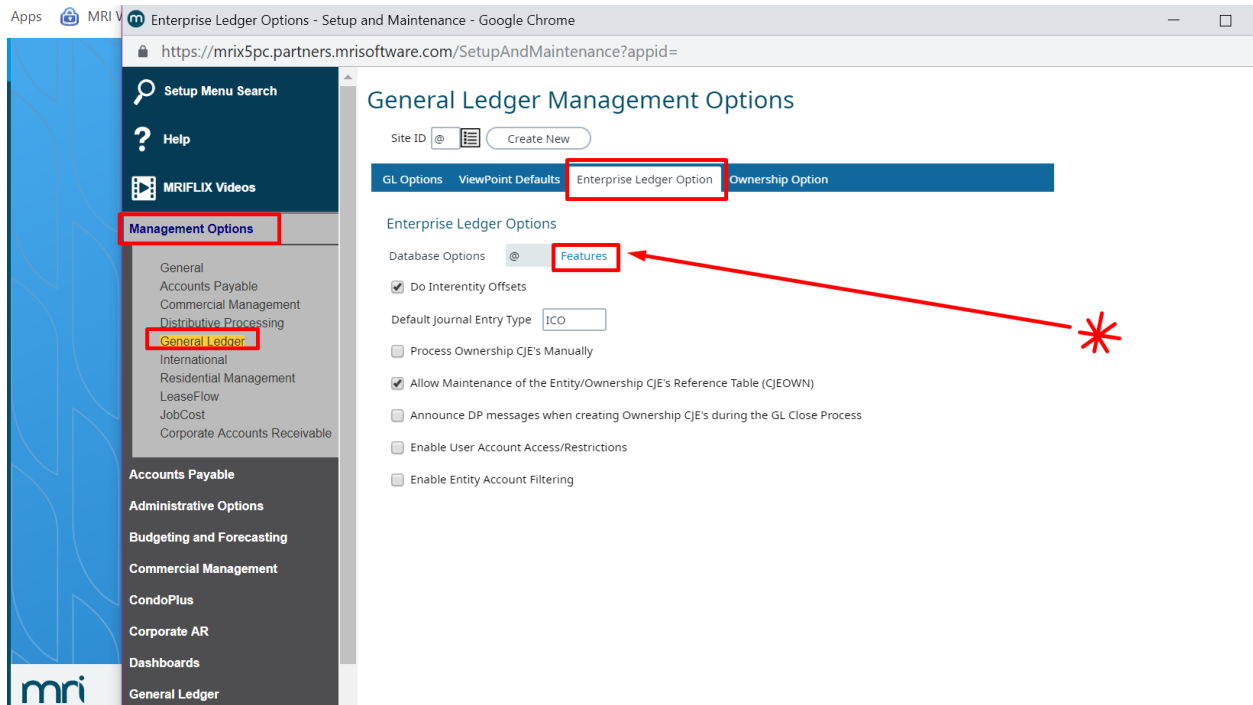 Apps MRI
Enterprise Ledger Options - Setup and Maintenance - Google Chrome
https://mrix5pc.partners.mrisoftware.com/SetupAndMaintenance?appid=
Setup Menu Search
? Help
MRIFLIX Videos
Management Options
General
Accounts Payable
Commercial Management
Distributive Processing
General Ledger
International
Residential Management
LeaseFlow
JobCost
Corporate Accounts Receivable
Accounts Payable
Administrative Options
Budgeting and Forecasting
Commercial Management
CondoPlus
Corporate AR
Dashboards
General Ledger
mri
General Ledger Management Options
Site ID @ Create New
GL Options ViewPoint Defaults Enterprise Ledger Option Ownership Option
Enterprise Ledger Options
Database Options @ Features
Do Interentity Offsets
Default Journal Entry Type ICO
Process Ownership CJE's Manually
Allow Maintenance of the Entity/Ownership CJE's Reference Table (CJEOWN)
Announce DP messages when creating Ownership CJE's during the GL Close Process
Enable User Account Access/Restrictions
Enable Entity Account Filtering